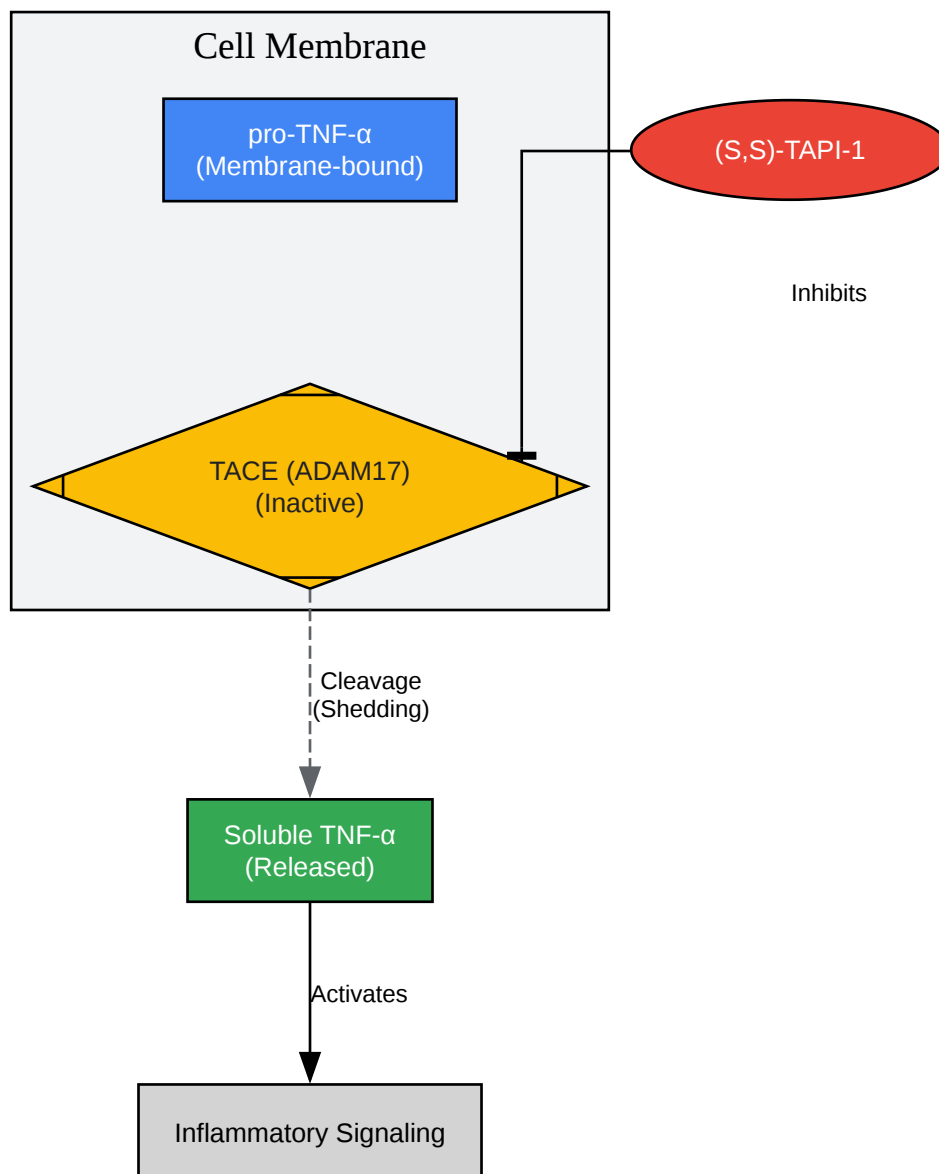 Cell Membrane
pro-TNF-α
(Membrane-bound)
(S,S)-TAPI-1
Inhibits
TACE (ADAM17)
(Inactive)
Cleavage
(Shedding)
Soluble TNF-α
(Released)
Activates
Inflammatory Signaling